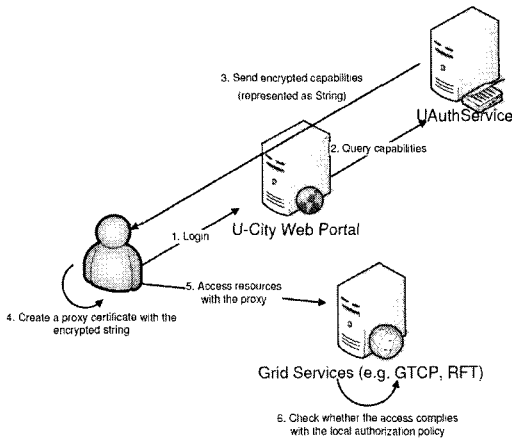 3. Send encrypted capabilities
(represented as String)
UAuthService
2. Query capabilities
1. Login
U-City Web Portal
5. Access resources
with the proxy
4. Create a proxy certificate with the
encrypted string
Grid Services (e.g. GTCP, RFT)
6. Check whether the access complies
with the local authorization policy